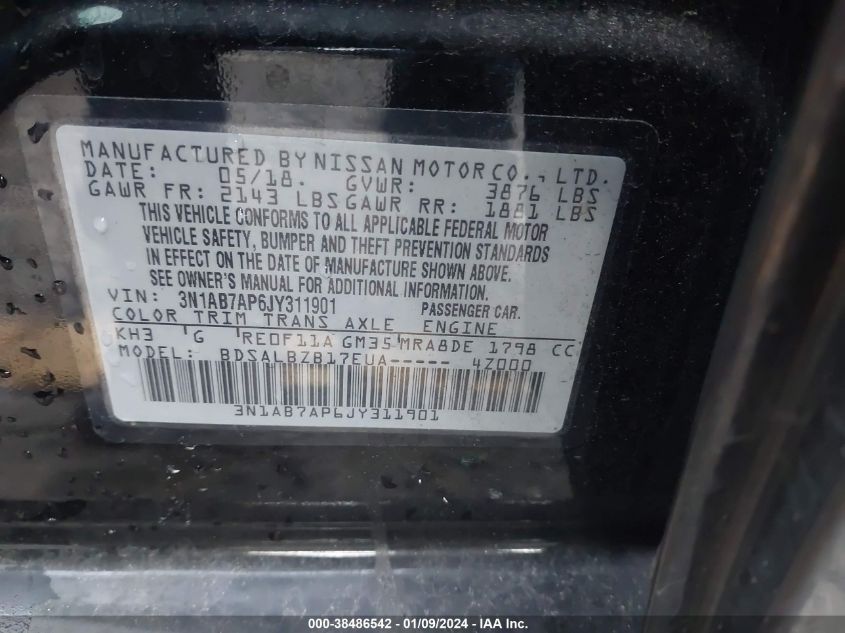 MANUFACTURED BY NISSAN MOTOR CO., LTD.
DATE: 05/18. GVWR: 3876 LBS
GAWR FR: 2143 LBS GAWR RR: 1881 LBS
THIS VEHICLE CONFORMS TO ALL APPLICABLE FEDERAL MOTOR
VEHICLE SAFETY, BUMPER AND THEFT PREVENTION STANDARDS
IN EFFECT ON THE DATE OF MANUFACTURE SHOWN ABOVE.
SEE OWNER'S MANUAL FOR ADDITIONAL INFORMATION.
VIN: 3N1AB7AP6JY311901 PASSENGER CAR.
COLOR TRIM TRANS AXLE ENGINE
KH3 G RE0F11A GM35 MRA8DE 1798 CC
MODEL: BDSALBZB17EUA----- 4Z000
3N1AB7AP6JY311901
000-38486542 - 01/09/2024 - IAA Inc.